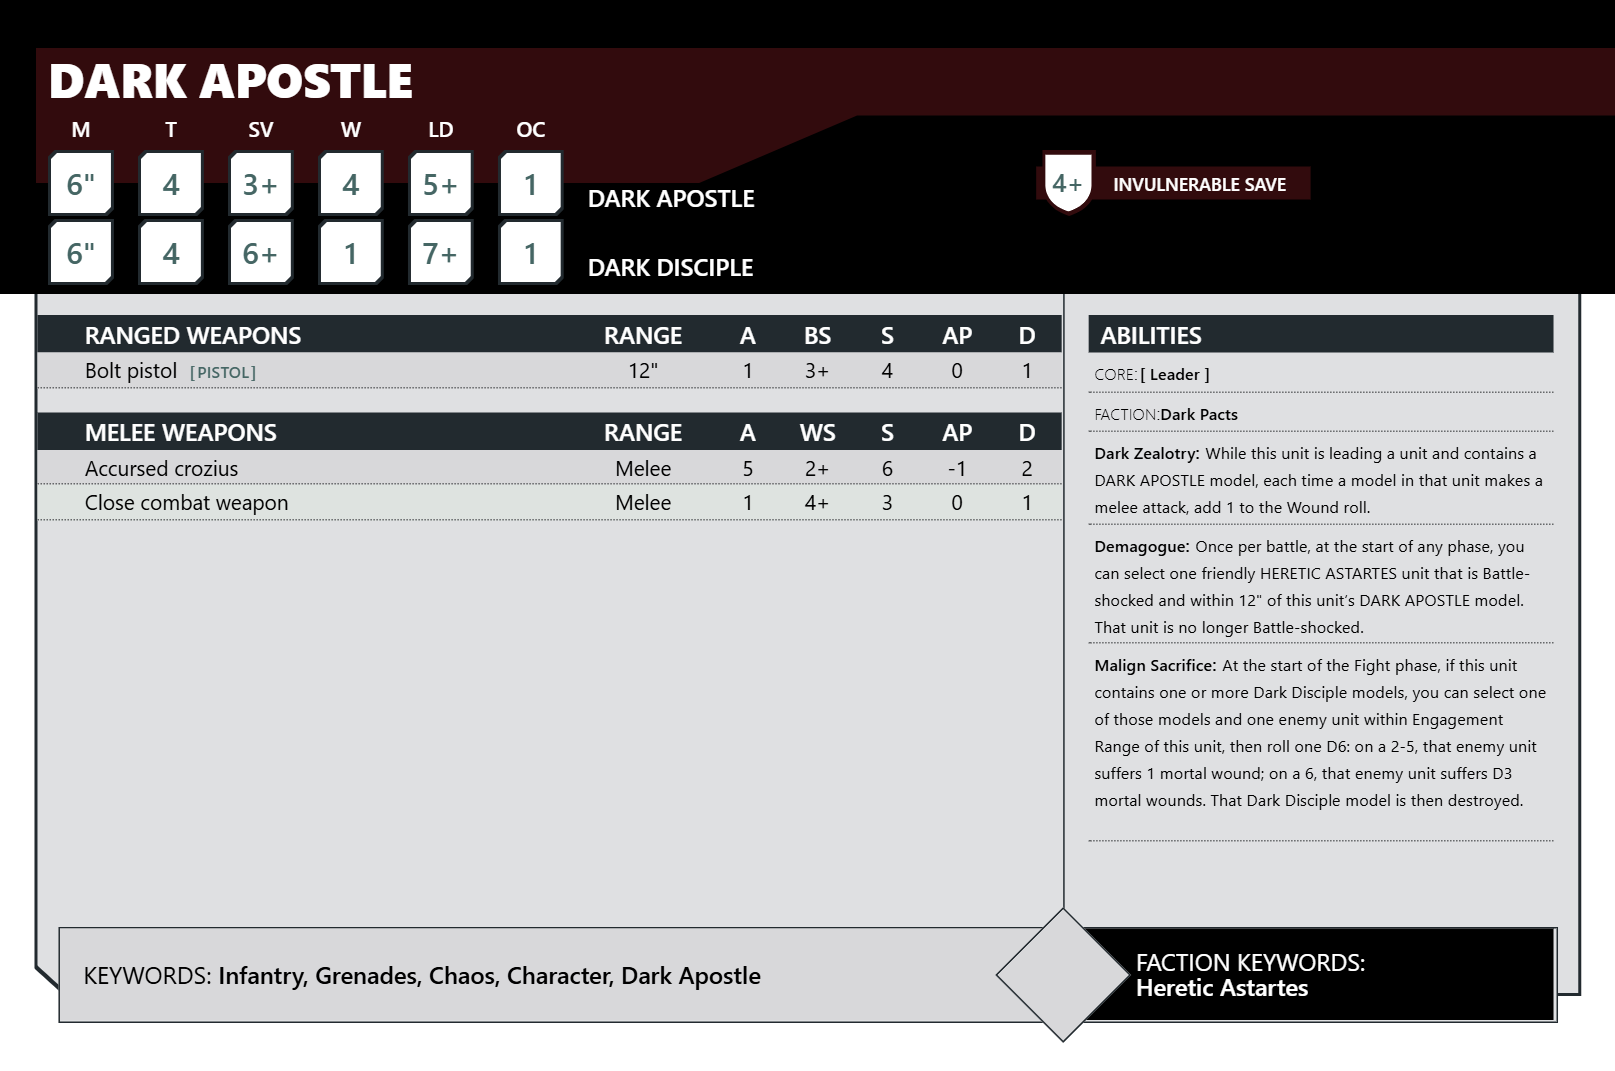 DARK APOSTLE
M T SV W LD OC
6" 4 3+ 4 5+ 1 DARK APOSTLE 4+ INVULNERABLE SAVE
6" 4 6+ 1 7+ 1 DARK DISCIPLE
RANGED WEAPONS RANGE A BS S AP D
Bolt pistol [PISTOL] 12" 1 3+ 4 0 1
MELEE WEAPONS RANGE A WS S AP D
Accursed crozius Melee 5 2+ 6 -1 2
Close combat weapon Melee 1 4+ 3 0 1
ABILITIES
CORE: [ Leader ]
FACTION:Dark Pacts
Dark Zealotry: While this unit is leading a unit and contains a
DARK APOSTLE model, each time a model in that unit makes a
melee attack, add 1 to the Wound roll.
Demagogue: Once per battle, at the start of any phase, you
can select one friendly HERETIC ASTARTES unit that is Battle-
shocked and within 12" of this unit's DARK APOSTLE model.
That unit is no longer Battle-shocked.
Malign Sacrifice: At the start of the Fight phase, if this unit
contains one or more Dark Disciple models, you can select one
of those models and one enemy unit within Engagement
Range of this unit, then roll one D6: on a 2-5, that enemy unit
suffers 1 mortal wound; on a 6, that enemy unit suffers D3
mortal wounds. That Dark Disciple model is then destroyed.
KEYWORDS: Infantry, Grenades, Chaos, Character, Dark Apostle
FACTION KEYWORDS:
Heretic Astartes